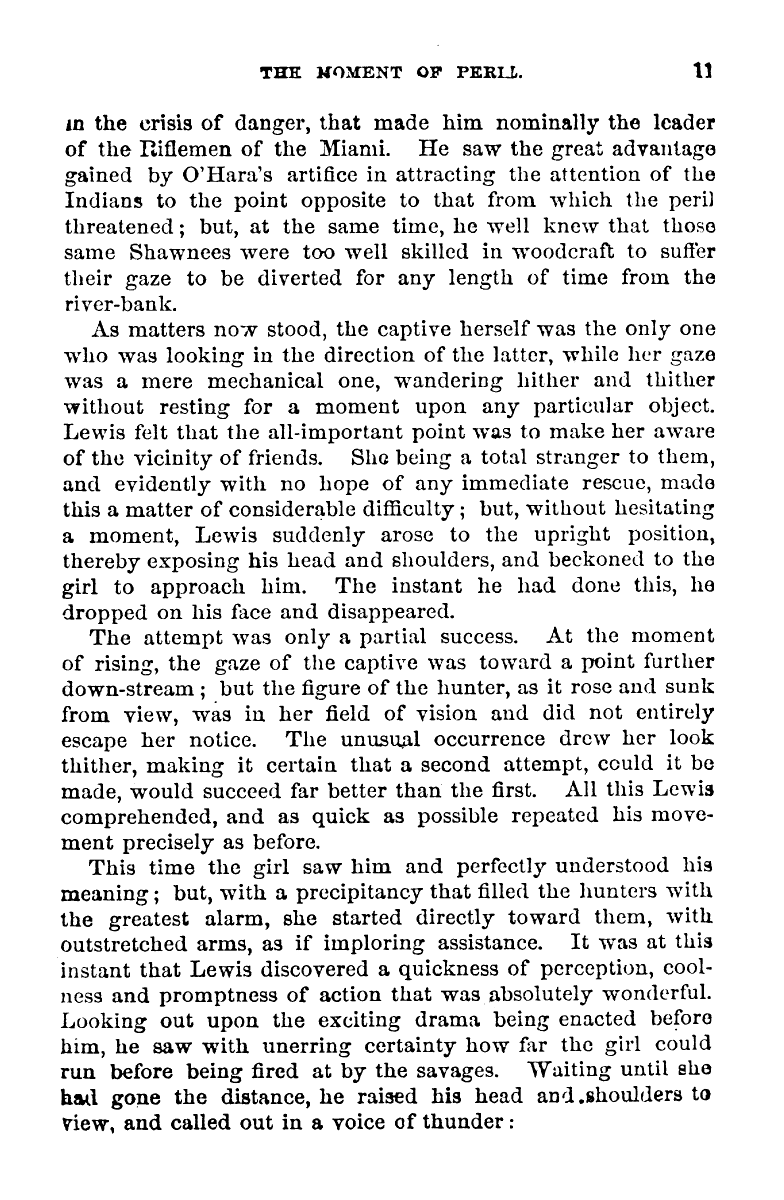 THE MOMENT OF PERIL. 11
in the crisis of danger, that made him nominally the leader
of the Riflemen of the Miami. He saw the great advantage
gained by O'Hara's artifice in attracting the attention of the
Indians to the point opposite to that from which the peril
threatened; but, at the same time, he well knew that those
same Shawnees were too well skilled in woodcraft to suffer
their gaze to be diverted for any length of time from the
river-bank.
As matters now stood, the captive herself was the only one
who was looking in the direction of the latter, while her gaze
was a mere mechanical one, wandering hither and thither
without resting for a moment upon any particular object.
Lewis felt that the all-important point was to make her aware
of the vicinity of friends. She being a total stranger to them,
and evidently with no hope of any immediate rescue, made
this a matter of considerable difficulty; but, without hesitating
a moment, Lewis suddenly arose to the upright position,
thereby exposing his head and shoulders, and beckoned to the
girl to approach him. The instant he had done this, he
dropped on his face and disappeared.
The attempt was only a partial success. At the moment
of rising, the gaze of the captive was toward a point further
down-stream; but the figure of the hunter, as it rose and sunk
from view, was in her field of vision and did not entirely
escape her notice. The unusual occurrence drew her look
thither, making it certain that a second attempt, could it be
made, would succeed far better than the first. All this Lewis
comprehended, and as quick as possible repeated his move-
ment precisely as before.
This time the girl saw him and perfectly understood his
meaning; but, with a precipitancy that filled the hunters with
the greatest alarm, she started directly toward them, with
outstretched arms, as if imploring assistance. It was at this
instant that Lewis discovered a quickness of perception, cool-
ness and promptness of action that was absolutely wonderful.
Looking out upon the exciting drama being enacted before
him, he saw with unerring certainty how far the girl could
run before being fired at by the savages. Waiting until she
had gone the distance, he raised his head and shoulders to
view, and called out in a voice of thunder: